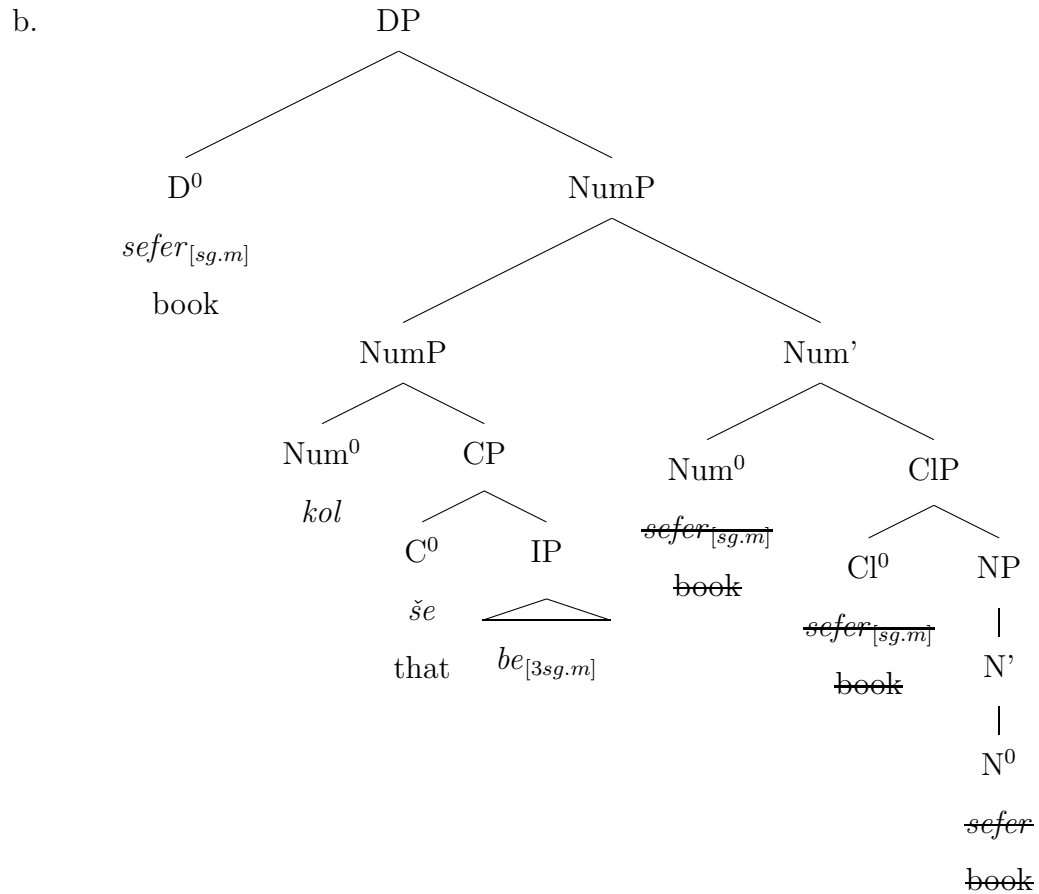 b.
DP
D⁰ NumP
sefer[sg.m]
book
NumP Num’
Num⁰ CP Num⁰ ClP
kol
sefer[sg.m]
C⁰ IP Cl⁰ NP
book
še
sefer[sg.m]
that be[3sg.m] N’
book
N⁰
sefer
book